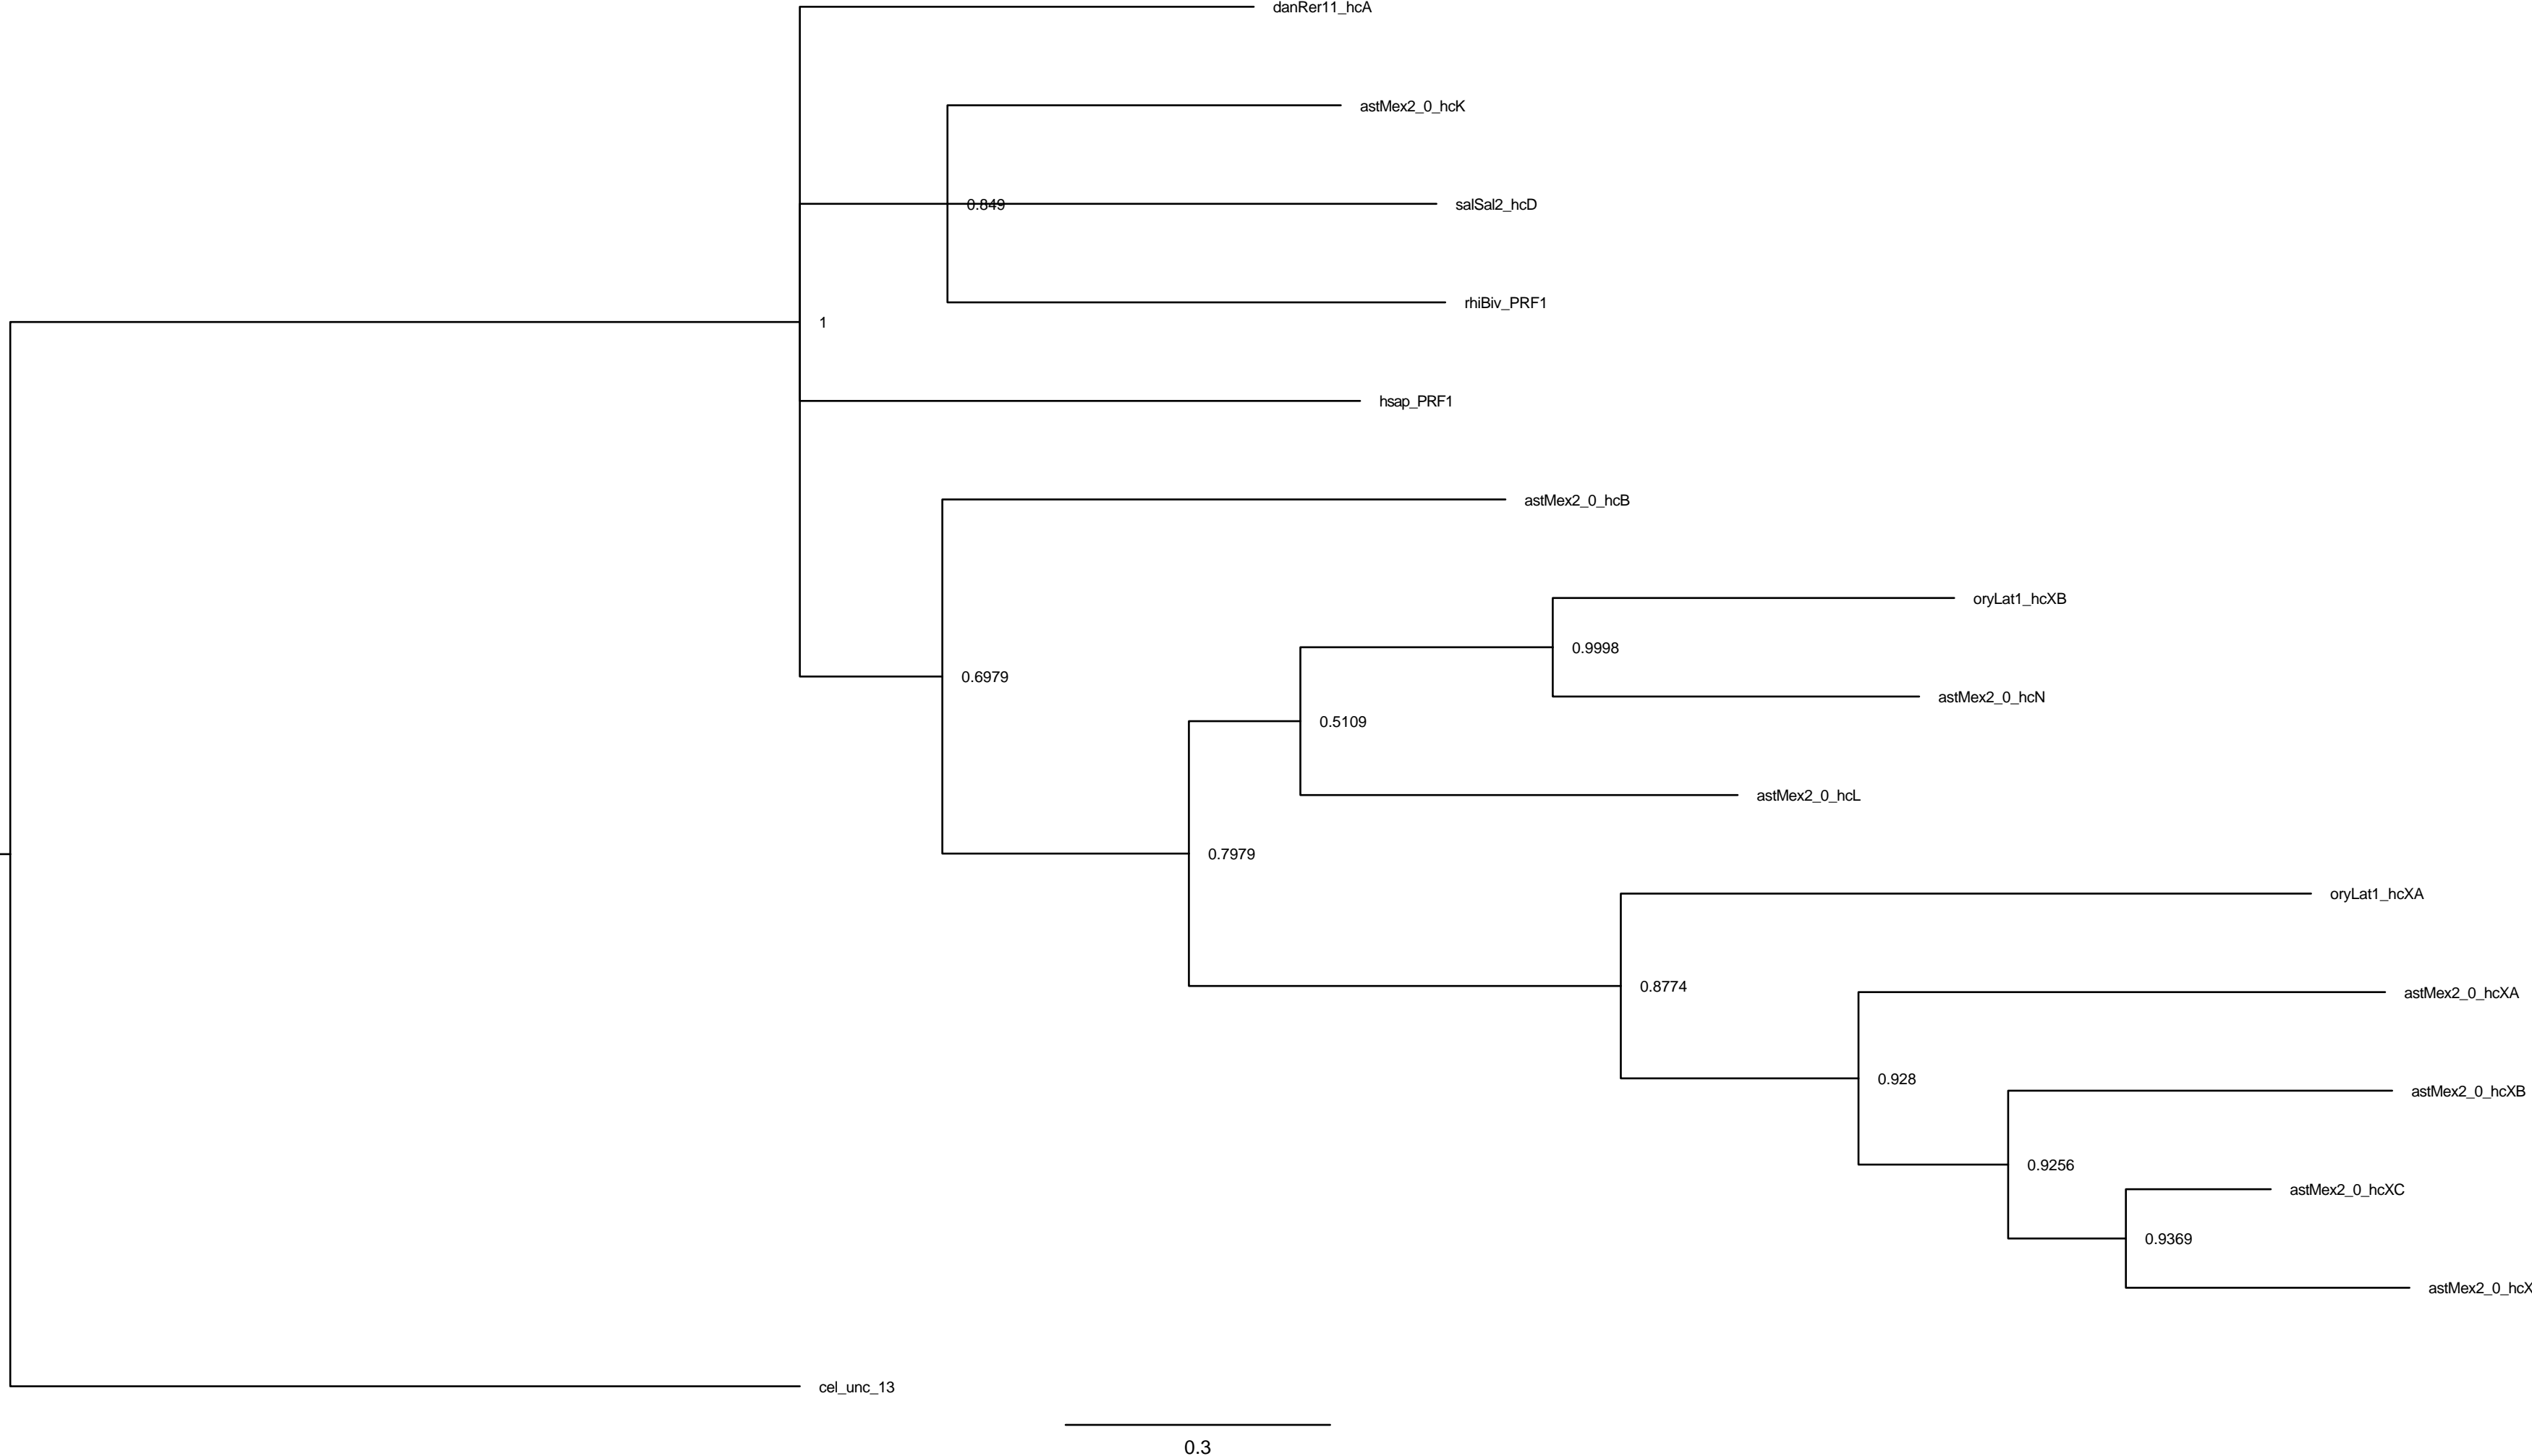 danRer11_hcA
astMex2_0_hcK
0.849
salSal2_hcD
rhiBiv_PRF1
1
hsap_PRF1
astMex2_0_hcB
oryLat1_hcXB
0.9998
0.6979
astMex2_0_hcN
0.5109
astMex2_0_hcL
0.7979
oryLat1_hcXA
0.8774
astMex2_0_hcXA
0.928
astMex2_0_hcXB
0.9256
astMex2_0_hcXC
0.9369
astMex2_0_hcX
cel_unc_13
0.3